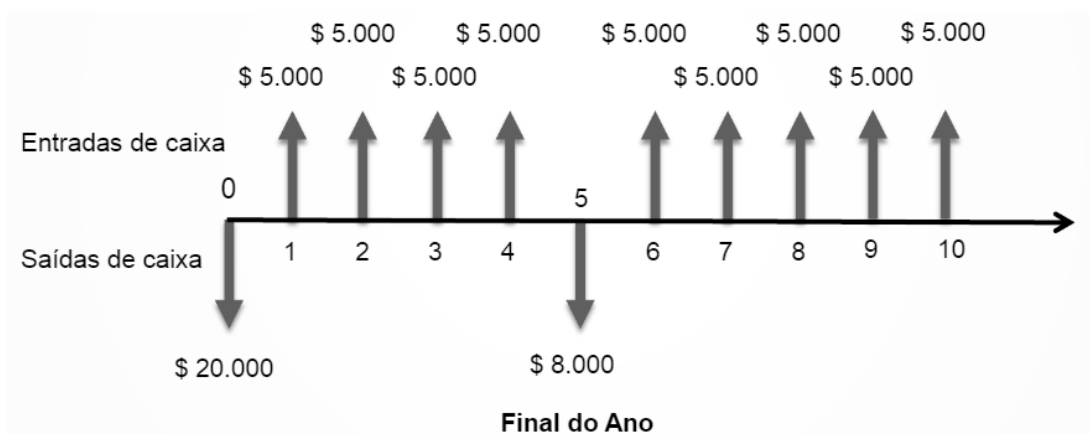 $ 5.000 $ 5.000 $ 5.000 $ 5.000 $ 5.000
$ 5.000 $ 5.000 $ 5.000 $ 5.000
Entradas de caixa
0 5
Saídas de caixa 1 2 3 4 6 7 8 9 10
$ 20.000 $ 8.000
Final do Ano